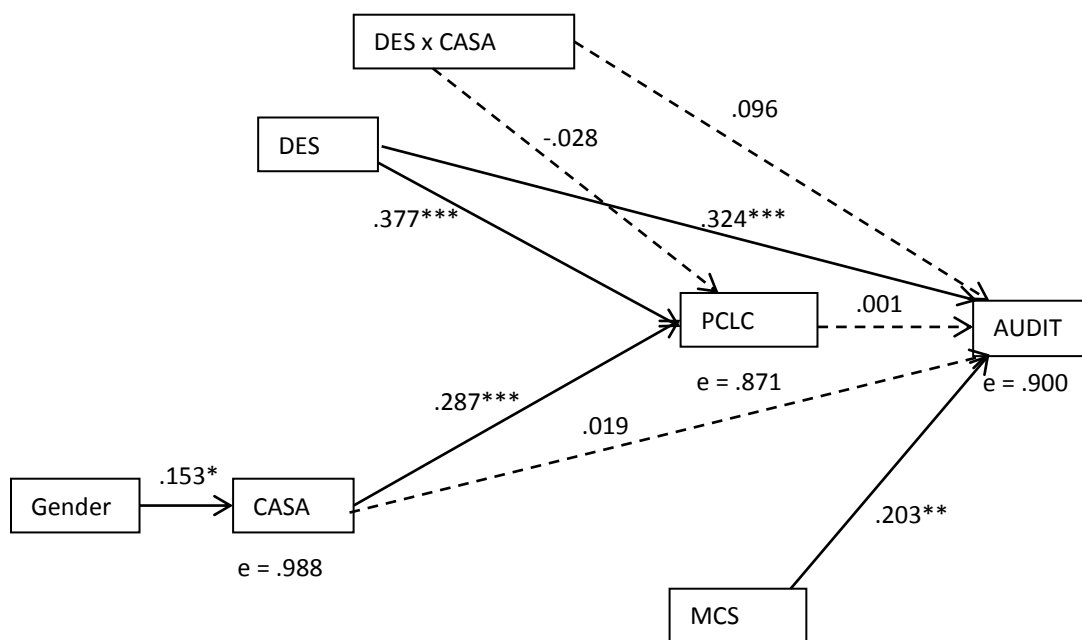 DES x CASA
.096
DES
-.028
.377***
.324***
PCLC
.001
AUDIT
e = .871
e = .900
.287***
.019
.153*
Gender
CASA
.203**
e = .988
MCS